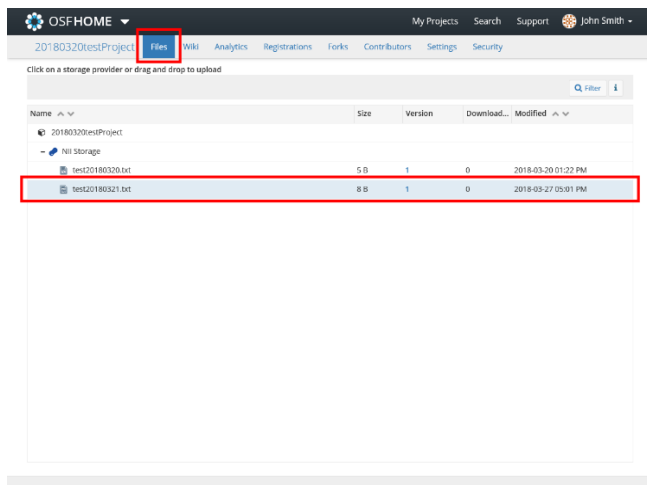 OSFHOME My Projects Search Support John Smith
20180320testProject Files Wiki Analytics Registrations Forks Contributors Settings Security
Click on a storage provider or drag and drop to upload
Filter i
Name Size Version Download... Modified
20180320testProject
NII Storage
test20180320.txt 5 B 1 0 2018-03-20 01:22 PM
test20180321.txt 8 B 1 0 2018-03-27 05:01 PM